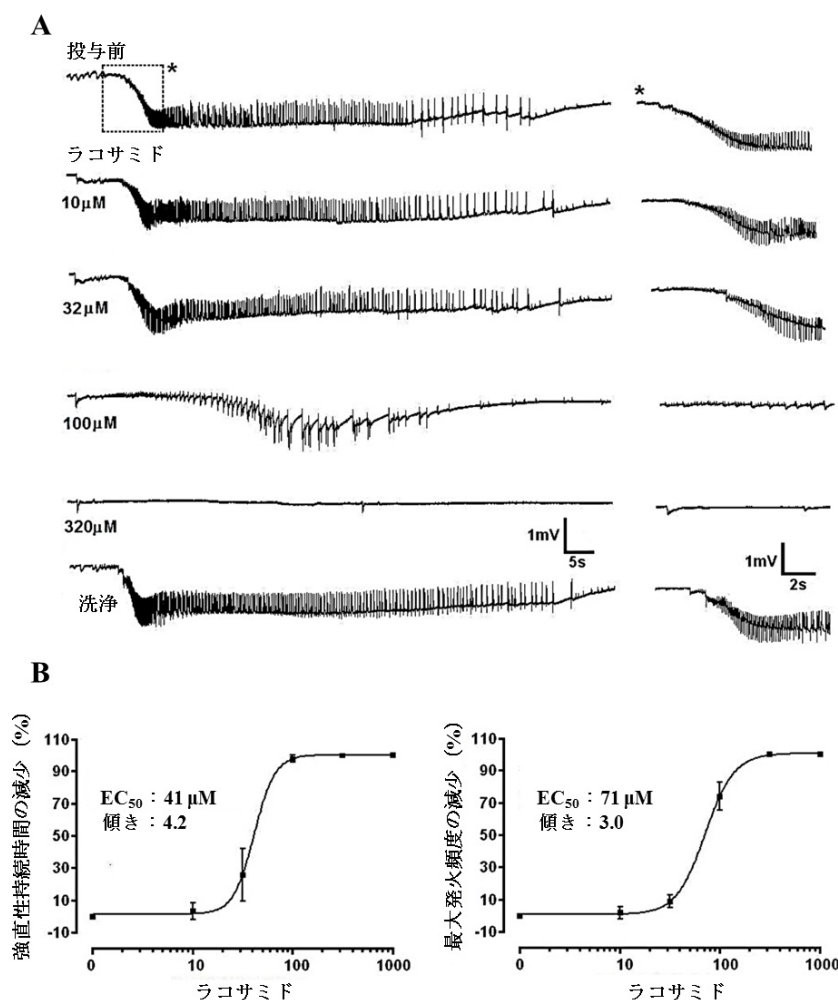 A
投与前
*
*
ラコサミド
10μM
32μM
100μM
320μM
1mV
5s
1mV
2s
洗浄
B
強直性持続時間の減少 (%)
110
90
70
50
30
10
-10
EC50：41 μM
傾き：4.2
0
10
100
1000
ラコサミド
最大発火頻度の減少 (%)
110
90
70
50
30
10
-10
EC50：71 μM
傾き：3.0
0
10
100
1000
ラコサミド